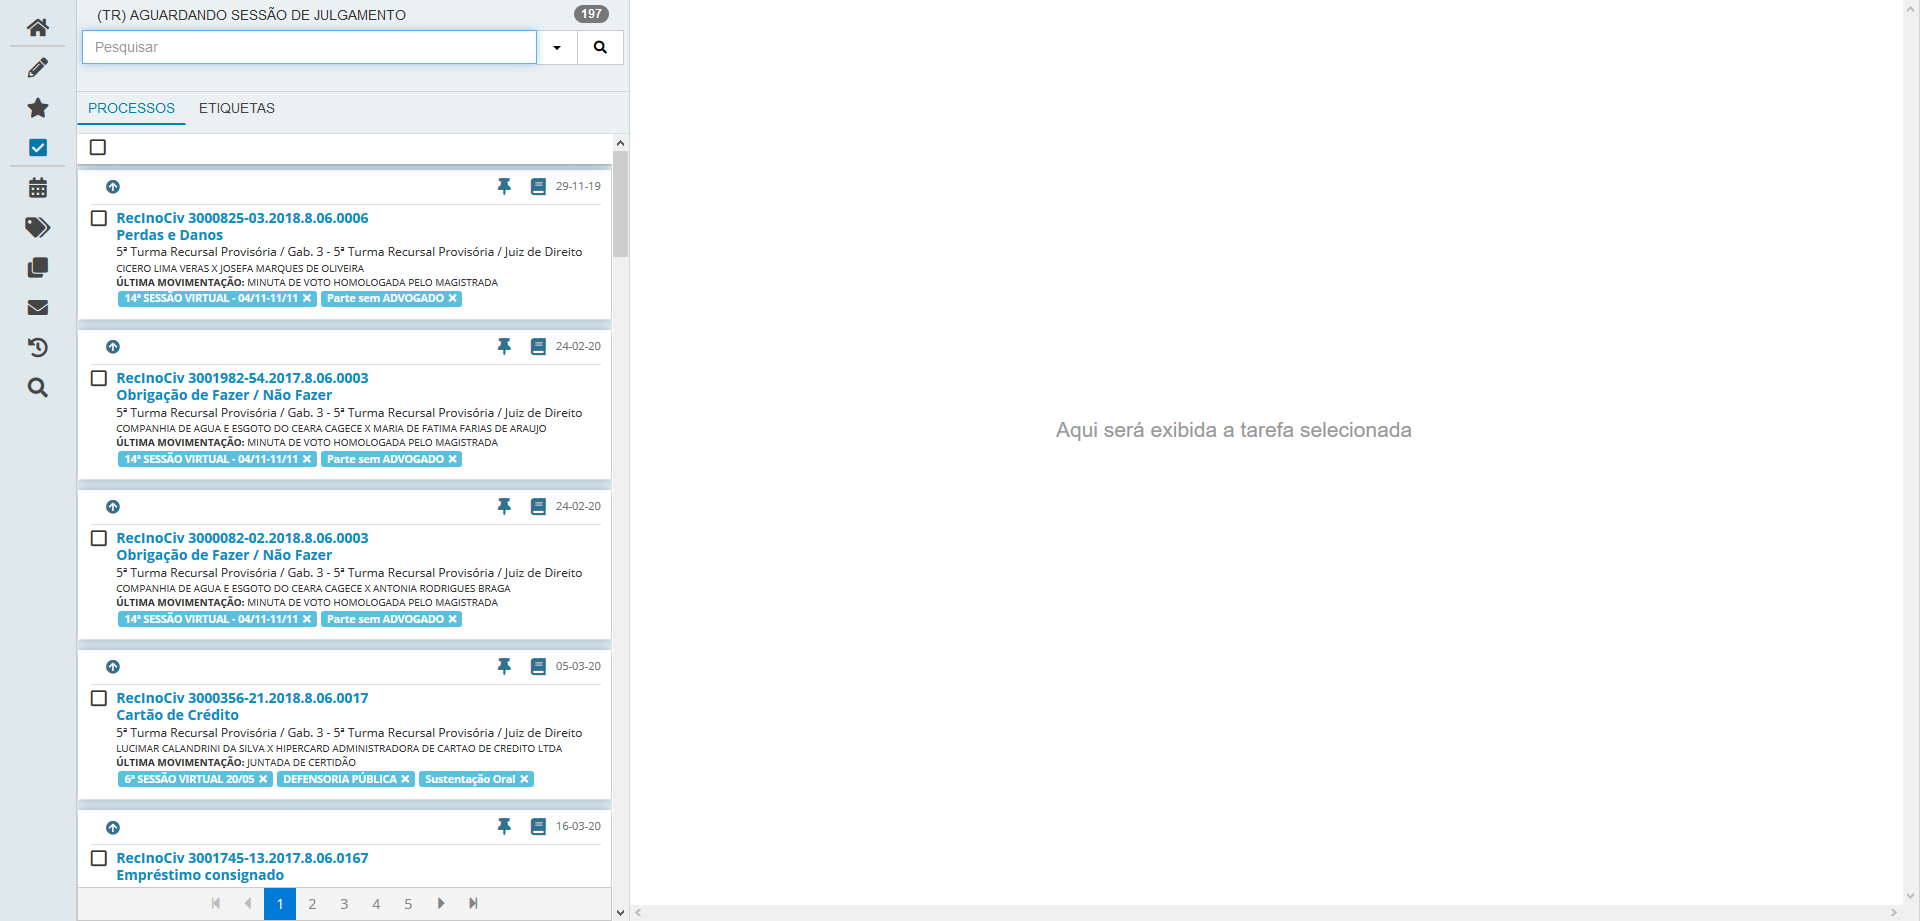 (TR) AGUARDANDO SESSÃO DE JULGAMENTO 197
Pesquisar
PROCESSOS ETIQUETAS
29-11-19
RecInoCiv 3000825-03.2018.8.06.0006
Perdas e Danos
5ª Turma Recursal Provisória / Gab. 3 - 5ª Turma Recursal Provisória / Juiz de Direito
CICERO LIMA VERAS X JOSEFA MARQUES DE OLIVEIRA
ÚLTIMA MOVIMENTAÇÃO: MINUTA DE VOTO HOMOLOGADA PELO MAGISTRADA
14ª SESSÃO VIRTUAL - 04/11-11/11 Parte sem ADVOGADO
24-02-20
RecInoCiv 3001982-54.2017.8.06.0003
Obrigação de Fazer / Não Fazer
5ª Turma Recursal Provisória / Gab. 3 - 5ª Turma Recursal Provisória / Juiz de Direito
COMPANHIA DE AGUA E ESGOTO DO CEARA CAGECE X MARIA DE FATIMA FARIAS DE ARAUJO
ÚLTIMA MOVIMENTAÇÃO: MINUTA DE VOTO HOMOLOGADA PELO MAGISTRADA
14ª SESSÃO VIRTUAL - 04/11-11/11 Parte sem ADVOGADO
24-02-20
RecInoCiv 3000082-02.2018.8.06.0003
Obrigação de Fazer / Não Fazer
5ª Turma Recursal Provisória / Gab. 3 - 5ª Turma Recursal Provisória / Juiz de Direito
COMPANHIA DE AGUA E ESGOTO DO CEARA CAGECE X ANTONIA RODRIGUES BRAGA
ÚLTIMA MOVIMENTAÇÃO: MINUTA DE VOTO HOMOLOGADA PELO MAGISTRADA
14ª SESSÃO VIRTUAL - 04/11-11/11 Parte sem ADVOGADO
05-03-20
RecInoCiv 3000356-21.2018.8.06.0017
Cartão de Crédito
5ª Turma Recursal Provisória / Gab. 3 - 5ª Turma Recursal Provisória / Juiz de Direito
LUCIMAR CALANDRINI DA SILVA X HIPERCARD ADMINISTRADORA DE CARTAO DE CREDITO LTDA
ÚLTIMA MOVIMENTAÇÃO: JUNTADA DE CERTIDÃO
6ª SESSÃO VIRTUAL 20/05 DEFENSORIA PÚBLICA Sustentação Oral
16-03-20
RecInoCiv 3001745-13.2017.8.06.0167
Empréstimo consignado
1 2 3 4 5
Aqui será exibida a tarefa selecionada